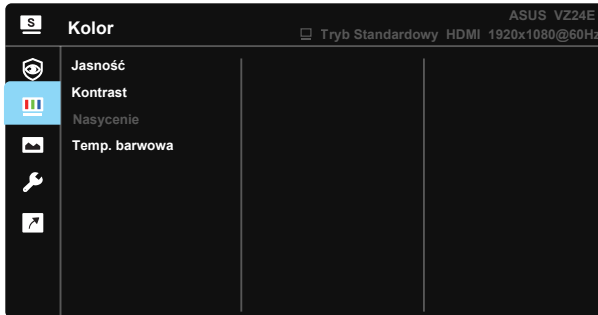 S
Kolor
ASUS VZ24E
Tryb Standardowy HDMI 1920x1080@60Hz
Jasność
Kontrast
Nasycenie
Temp. barwowa